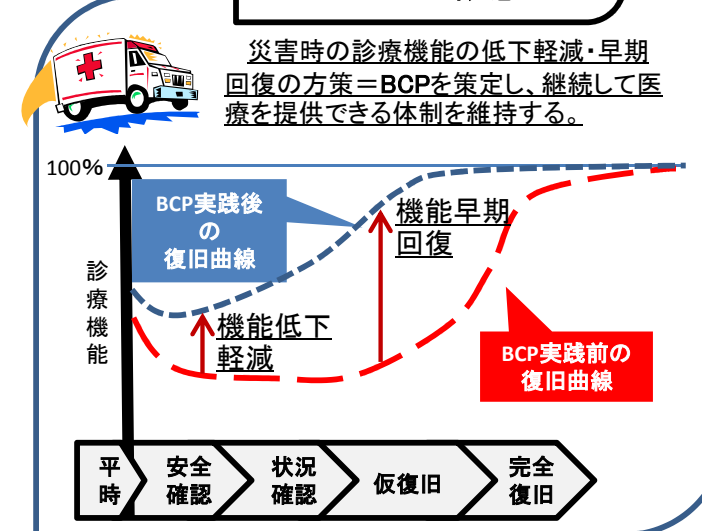 災害時の診療機能の低下軽減・早期
回復の方策＝BCPを策定し、継続して医
療を提供できる体制を維持する。
100%
BCP実践後
の
復旧曲線
機能早期
回復
診療機能
機能低下
軽減
BCP実践前の
復旧曲線
平時
安全
確認
状況
確認
仮復旧
完全
復旧